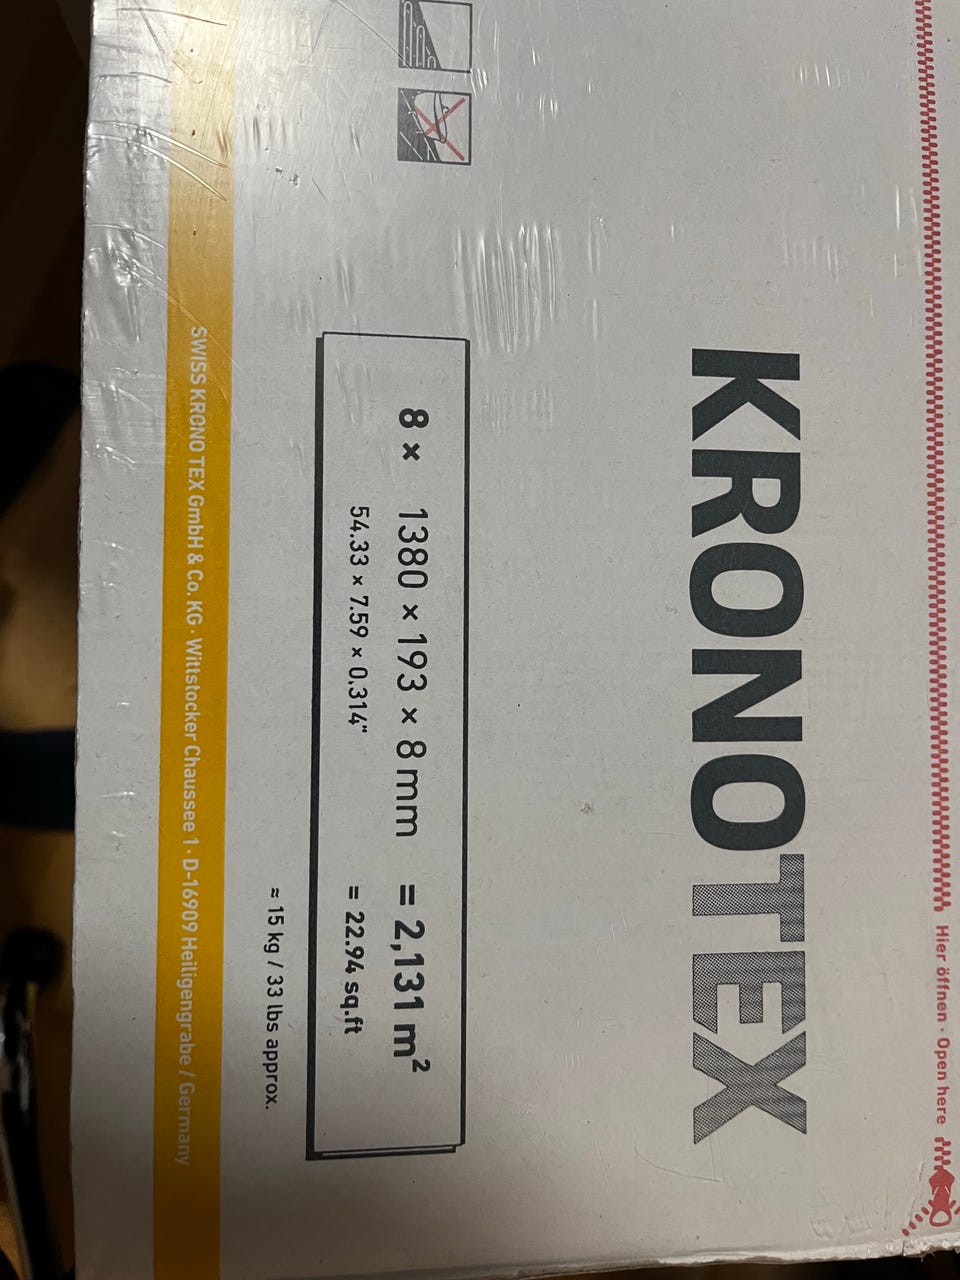 Hier öffnen · Open here
KRONOTEX
8 × 1380 × 193 × 8 mm = 2,131 m²
54.33 × 7.59 × 0.314" = 22.94 sq.ft
≈ 15 kg / 33 lbs approx.
SWISS KRONO TEX GmbH & Co. KG · Wittstocker Chaussee 1 · D-16909 Heiligengrabe / Germany